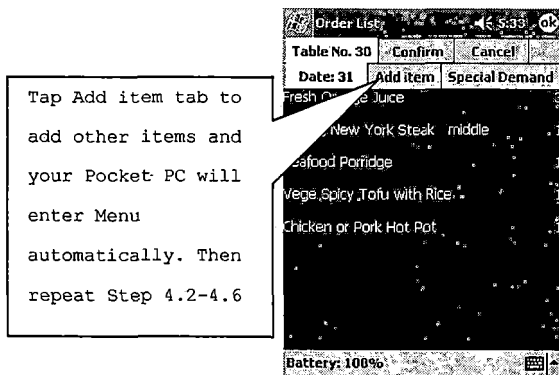 Order List 5:33 ok
Table No. 30 Confirm Cancel
Date: 31 Add item Special Demand
Fresh Orange Juice
New York Steak middle
Seafood Porridge
Vege Spicy Tofu with Rice
Chicken or Pork Hot Pot
Battery: 100%
Tap Add item tab to
add other items and
your Pocket PC will
enter Menu
automatically. Then
repeat Step 4.2-4.6